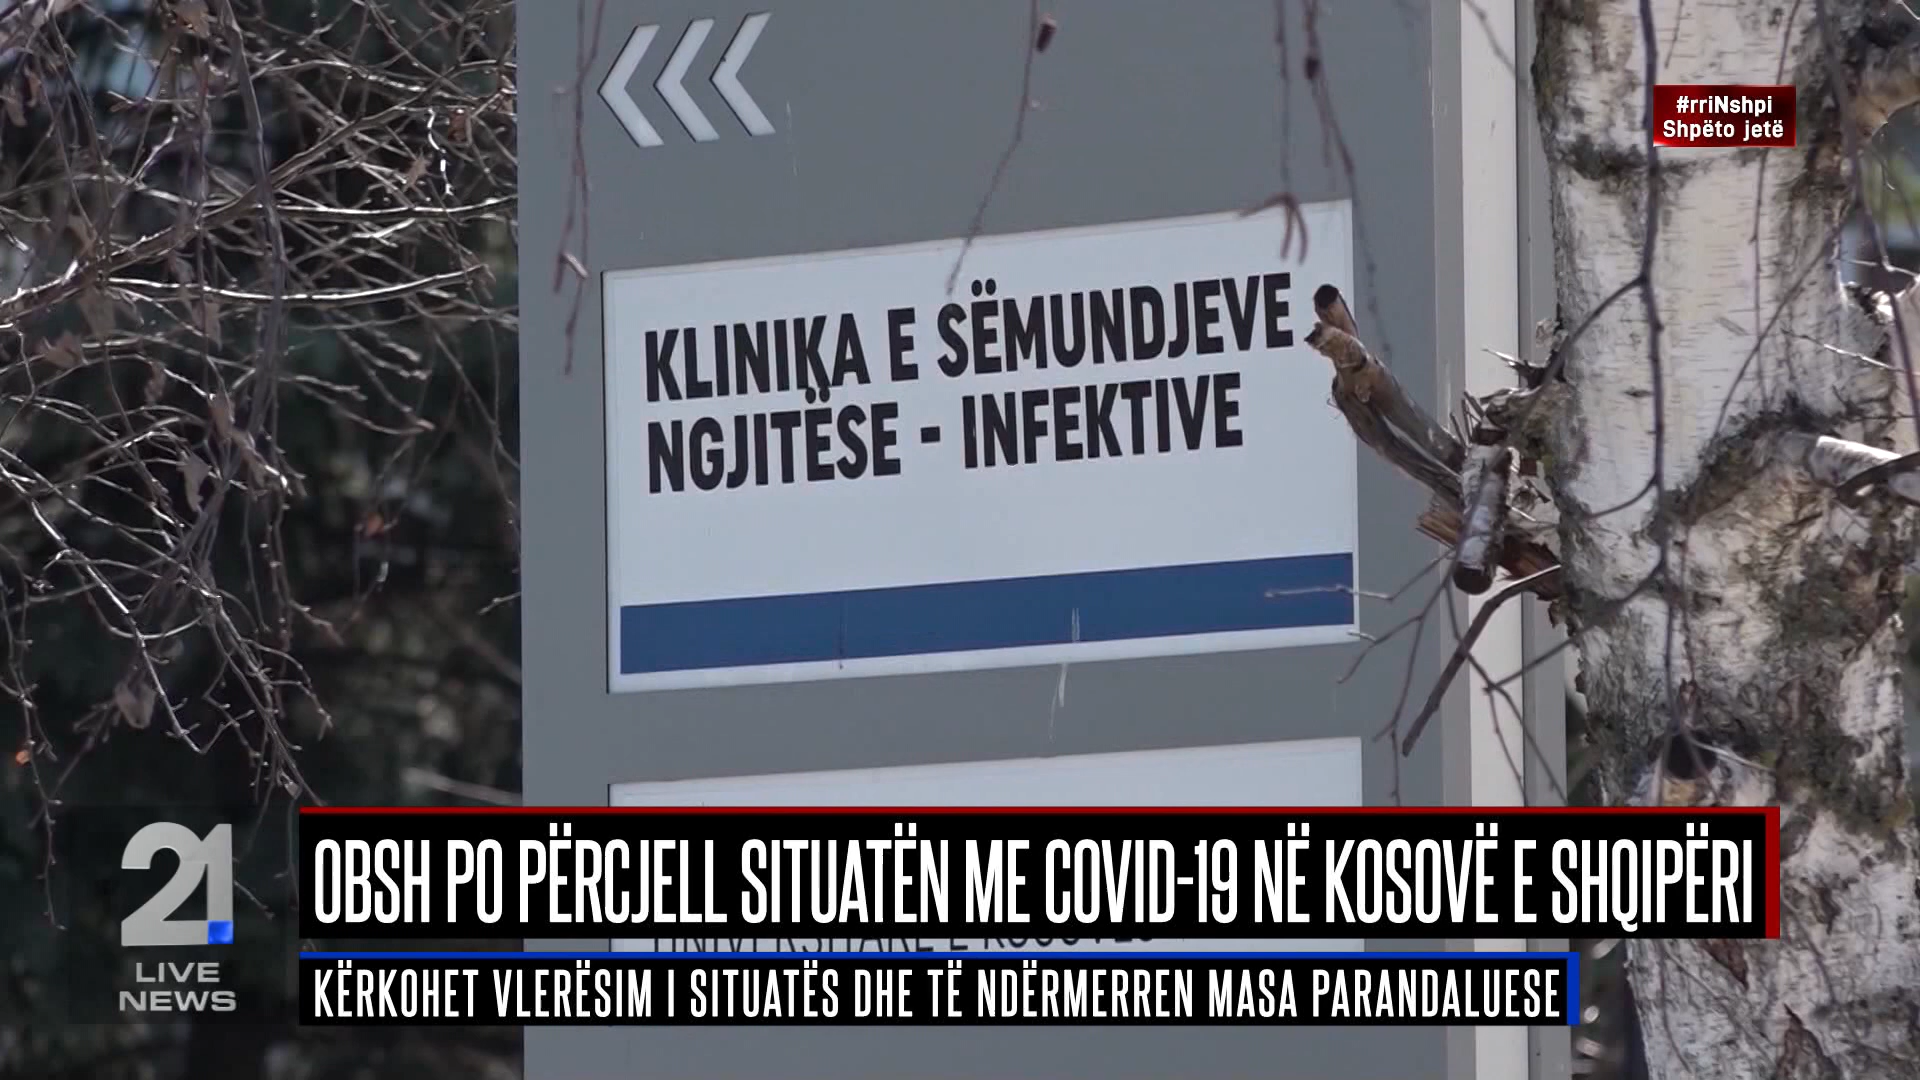 #rriNshpi
Shpëto jetë
KLINIKA E SËMUNDJEVE
NGJITËSE - INFEKTIVE
OBSH PO PËRCJELL SITUATËN ME COVID-19 NË KOSOVË E SHQIPËRI
KËRKOHET VLERËSIM I SITUATËS DHE TË NDËRMERREN MASA PARANDALUESE
21
LIVE
NEWS